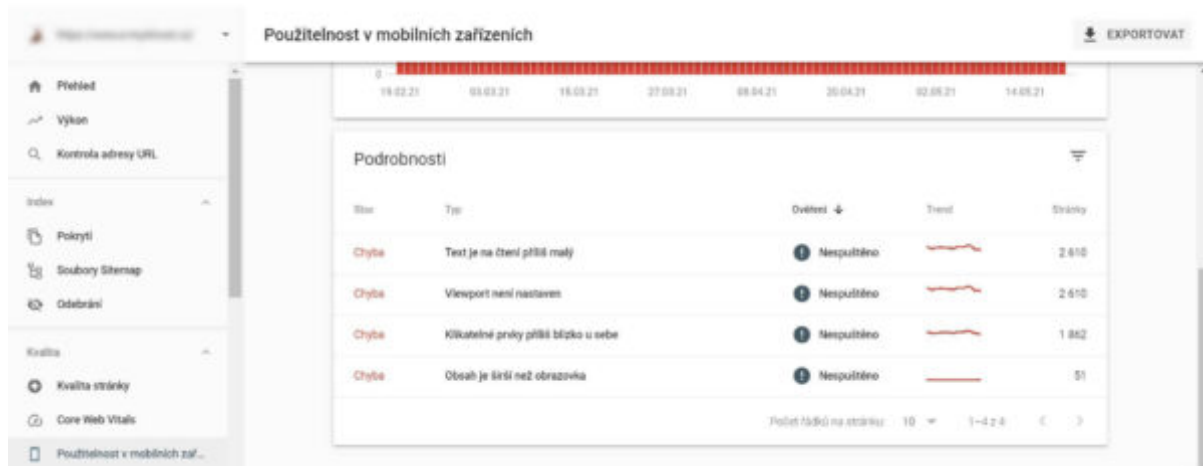 Použitelnost v mobilních zařízeních
EXPORTOVAT
Přehled
Výkon
Kontrola adresy URL
Index
Pokrytí
Soubory Sitemap
Odebrání
Kvalita
Kvalita stránky
Core Web Vitals
Použitelnost v mobilních zař...
0
19.02.21 03.03.21 15.03.21 27.03.21 08.04.21 20.04.21 02.05.21 14.05.21
Podrobnosti
Stav Typ Ověření Trend Stránky
Chyba Text je na čtení příliš malý Nespuštěno 2 610
Chyba Viewport není nastaven Nespuštěno 2 610
Chyba Klikatelné prvky příliš blízko u sebe Nespuštěno 1 862
Chyba Obsah je širší než obrazovka Nespuštěno 51
Počet řádků na stránku: 10 1–4 z 4